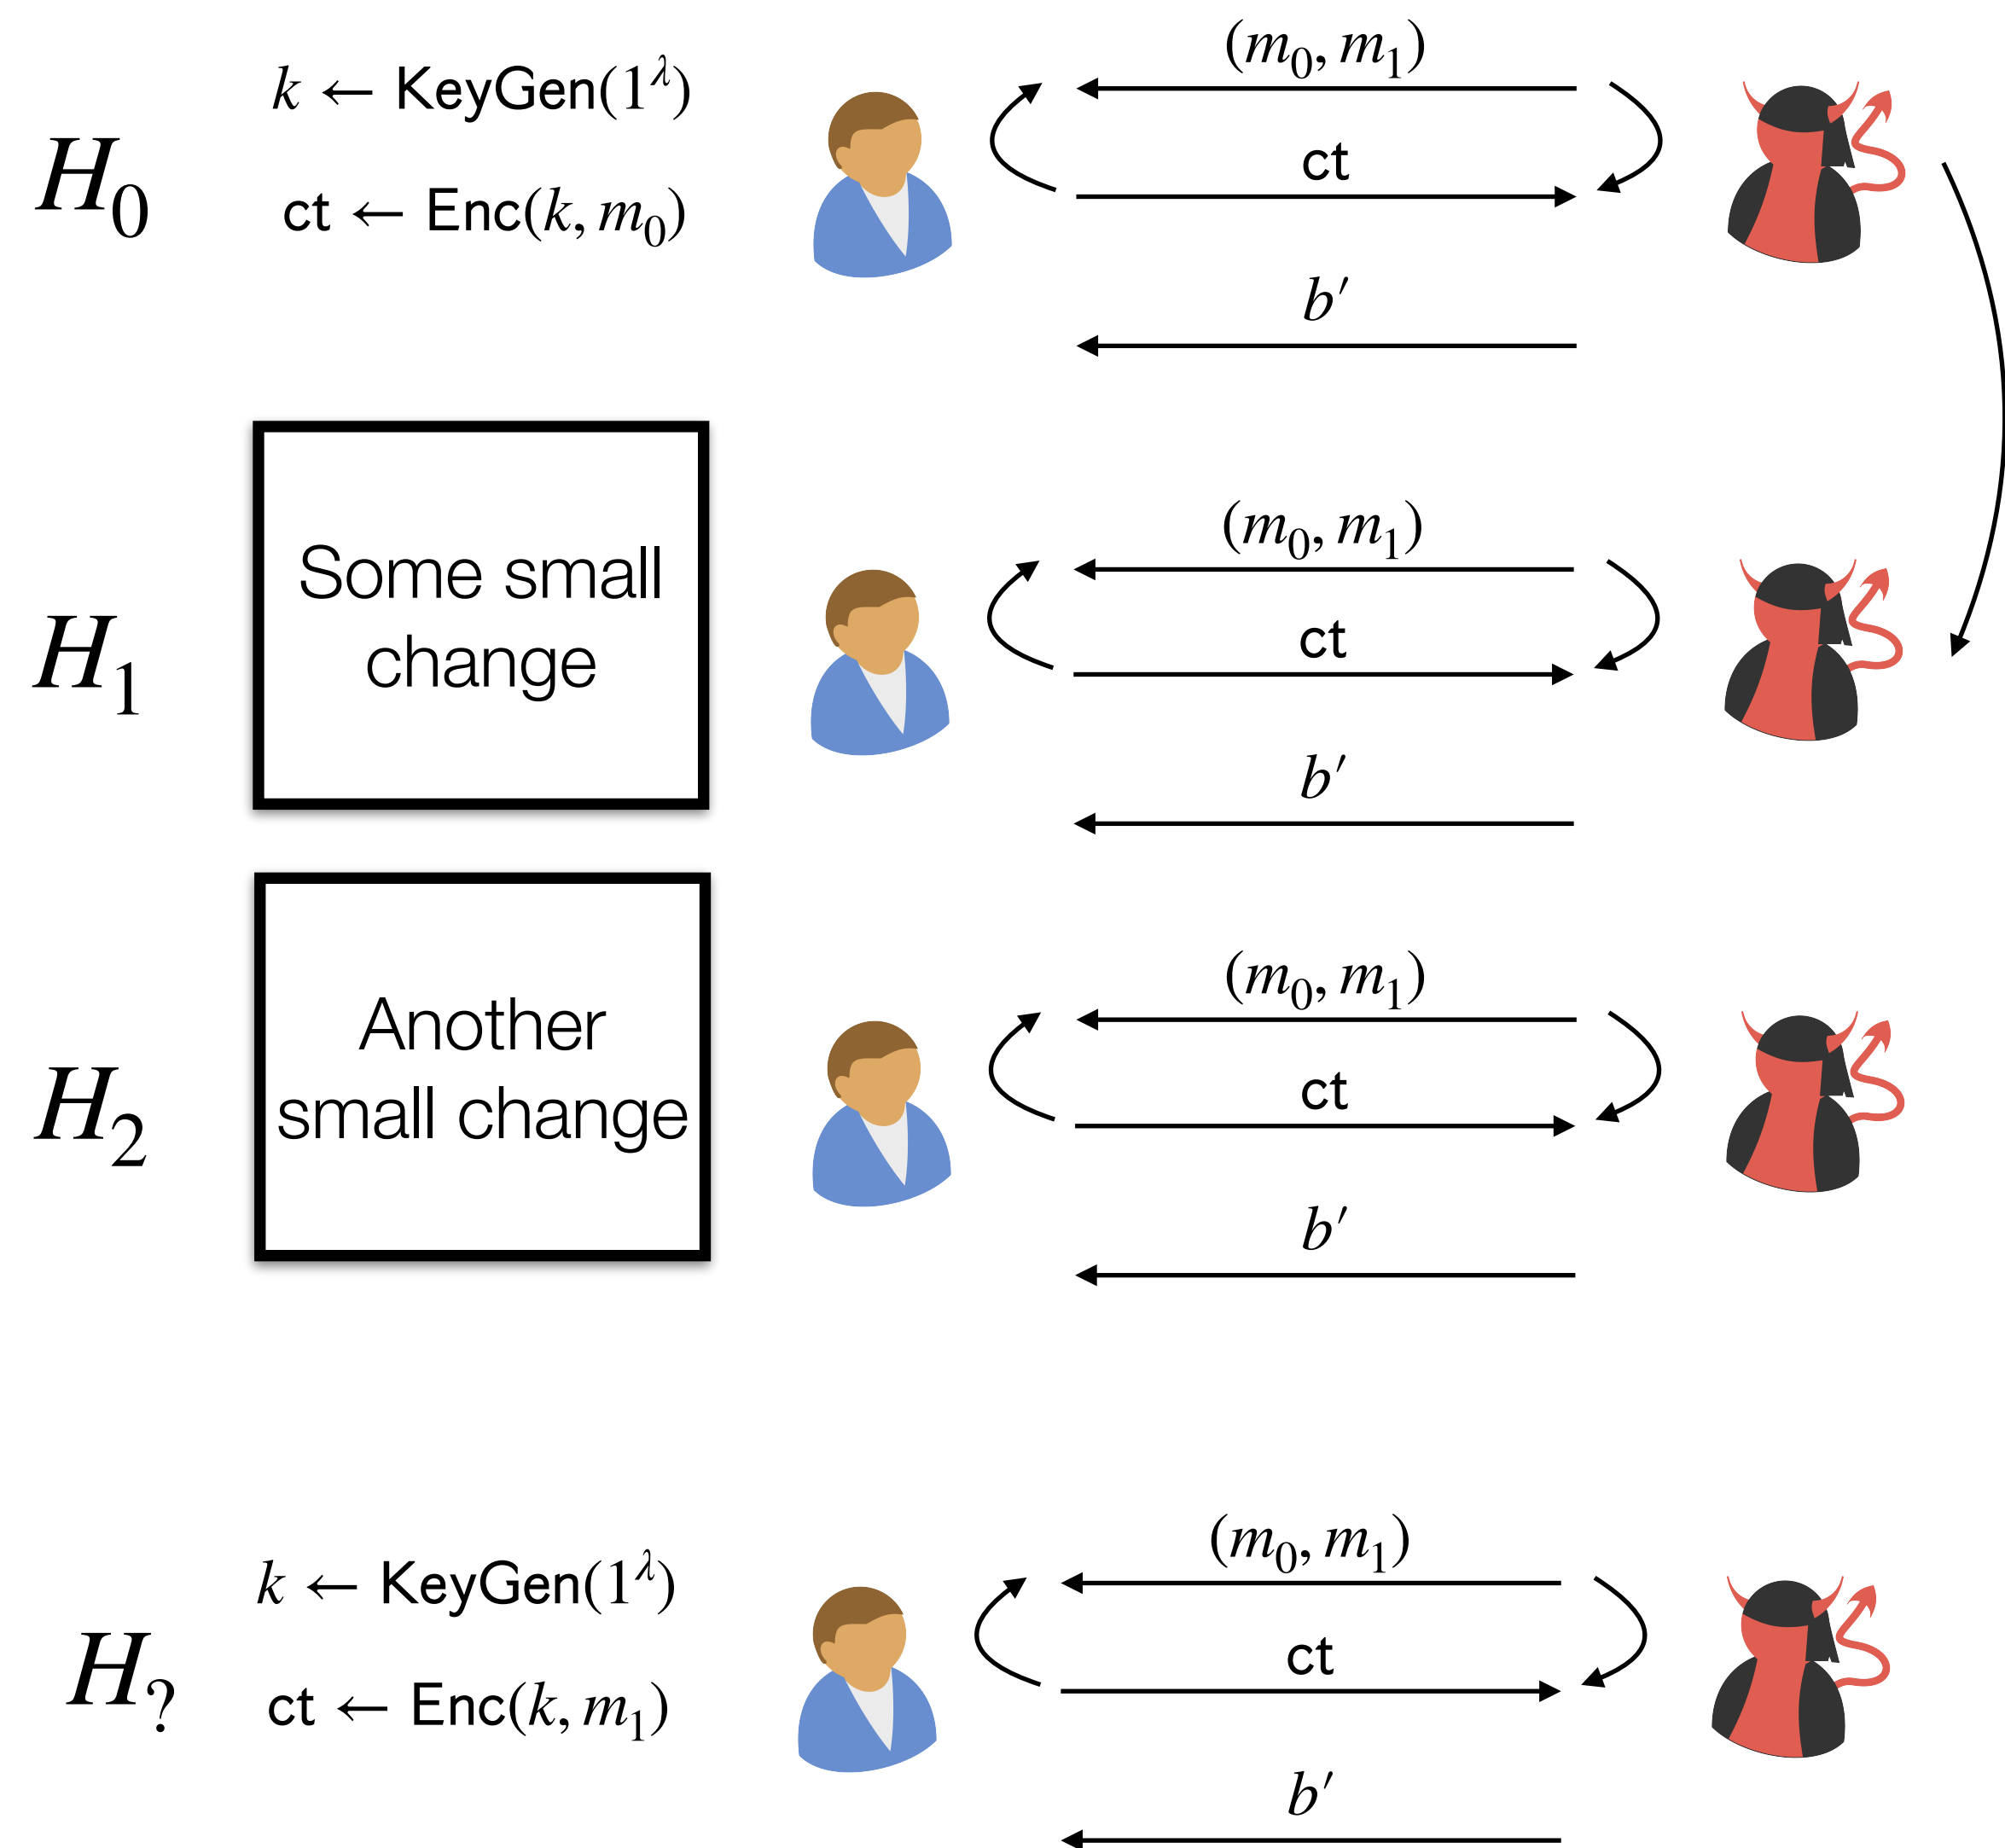 (m₀, m₁)
k ← KeyGen(1^λ)
H₀
ct
ct ← Enc(k, m₀)
b′
Some small
change
H₁
(m₀, m₁)
ct
b′
Another
small change
H₂
(m₀, m₁)
ct
b′
(m₀, m₁)
k ← KeyGen(1^λ)
H?
ct
ct ← Enc(k, m₁)
b′